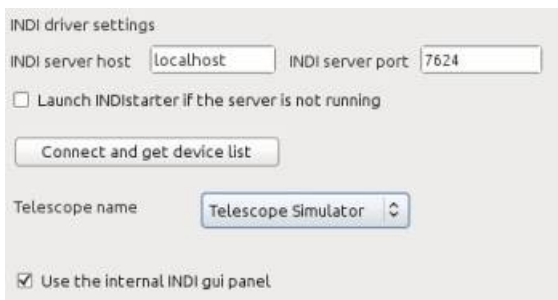 INDI driver settings
INDI server host localhost INDI server port 7624
Launch INDIstarter if the server is not running
Connect and get device list
Telescope name Telescope Simulator
Use the internal INDI gui panel